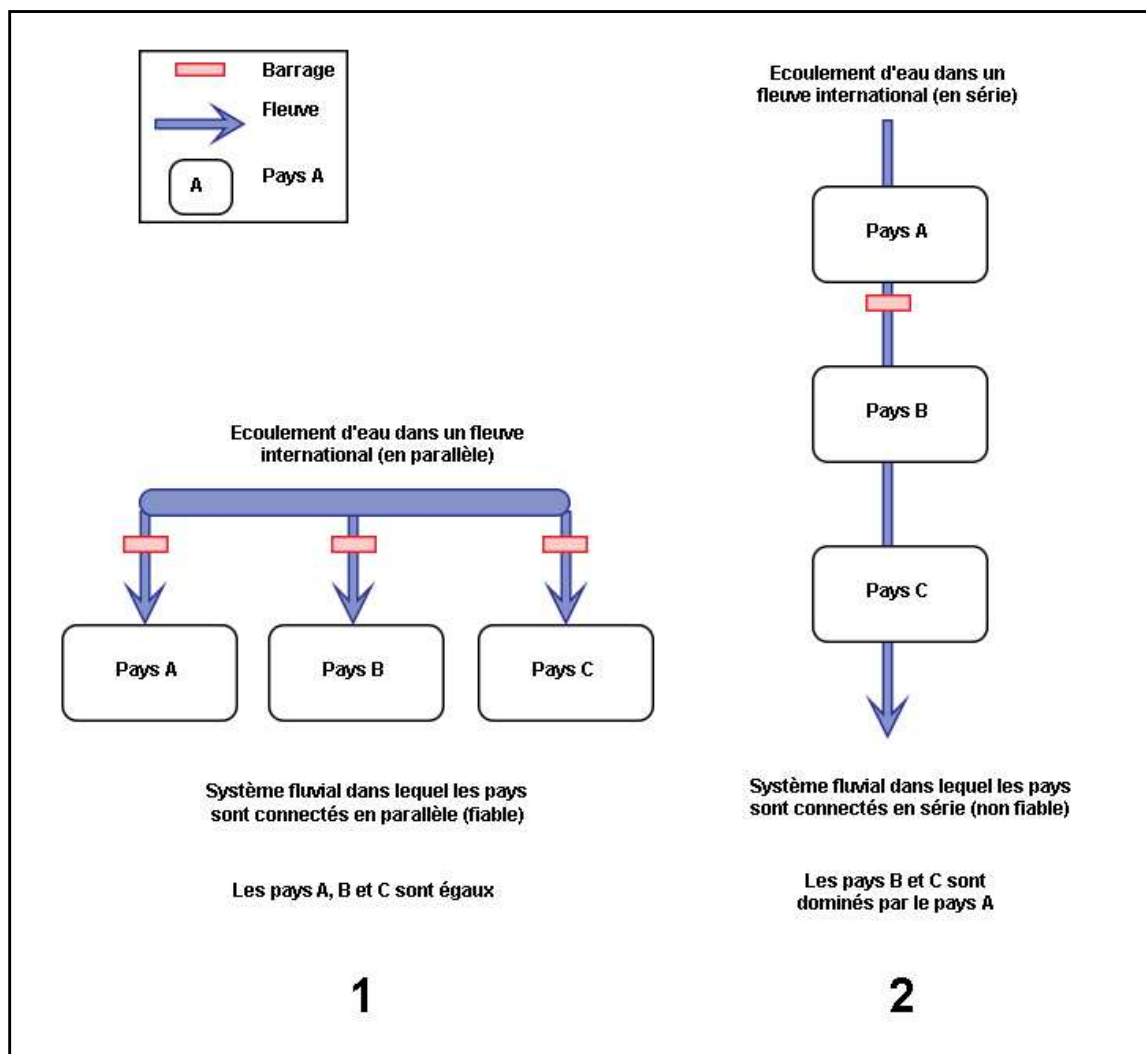 Barrage
Fleuve
A
Pays A
Ecoulement d'eau dans un
fleuve international (en série)
Pays A
Pays B
Pays C
Ecoulement d'eau dans un fleuve
international (en parallèle)
Pays A
Pays B
Pays C
Système fluvial dans lequel les pays
sont connectés en parallèle (fiable)
Les pays A, B et C sont égaux
1
Système fluvial dans lequel les pays
sont connectés en série (non fiable)
Les pays B et C sont
dominés par le pays A
2